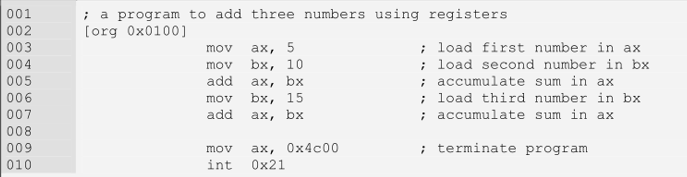 001 ; a program to add three numbers using registers
002 [org 0x0100]
003 mov ax, 5 ; load first number in ax
004 mov bx, 10 ; load second number in bx
005 add ax, bx ; accumulate sum in ax
006 mov bx, 15 ; load third number in bx
007 add ax, bx ; accumulate sum in ax
008
009 mov ax, 0x4c00 ; terminate program
010 int 0x21